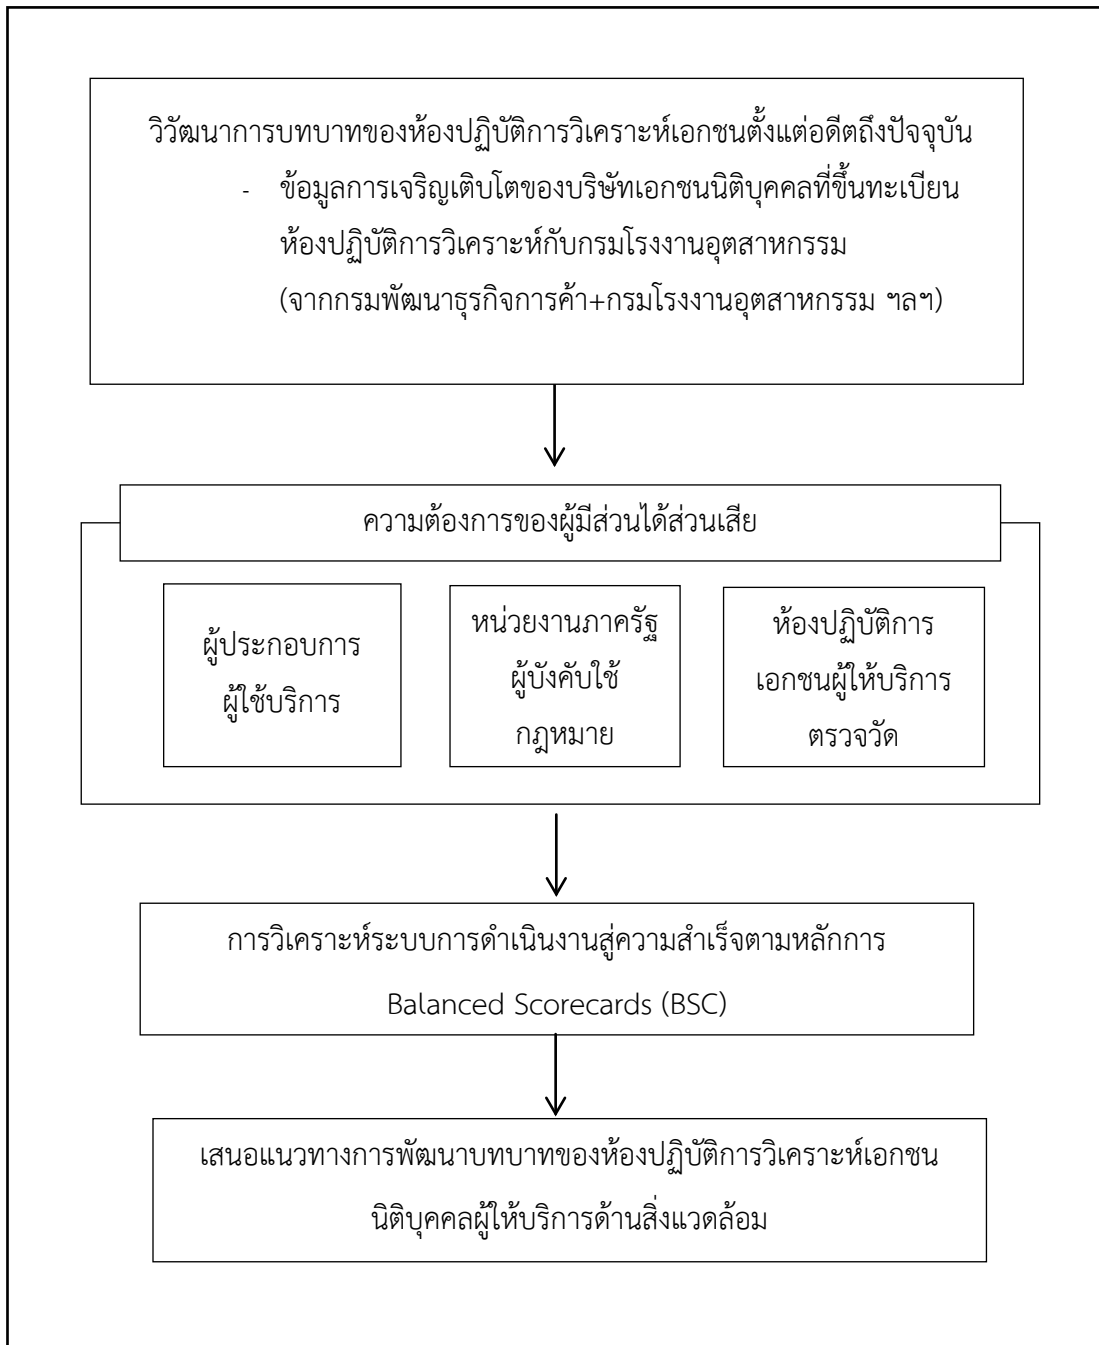 วิวัฒนาการบทบาทของห้องปฏิบัติการวิเคราะห์เอกชนตั้งแต่อดีตถึงปัจจุบัน
- ข้อมูลการเจริญเติบโตของบริษัทเอกชนนิติบุคคลที่ขึ้นทะเบียน
ห้องปฏิบัติการวิเคราะห์กับกรมโรงงานอุตสาหกรรม
(จากกรมพัฒนาธุรกิจการค้า+กรมโรงงานอุตสาหกรรม ฯลฯ)
ความต้องการของผู้มีส่วนได้ส่วนเสีย
ผู้ประกอบการ
ผู้ใช้บริการ
หน่วยงานภาครัฐ
ผู้บังคับใช้
กฎหมาย
ห้องปฏิบัติการ
เอกชนผู้ให้บริการ
ตรวจวัด
การวิเคราะห์ระบบการดำเนินงานสู่ความสำเร็จตามหลักการ
Balanced Scorecards (BSC)
เสนอแนวทางการพัฒนาบทบาทของห้องปฏิบัติการวิเคราะห์เอกชน
นิติบุคคลผู้ให้บริการด้านสิ่งแวดล้อม